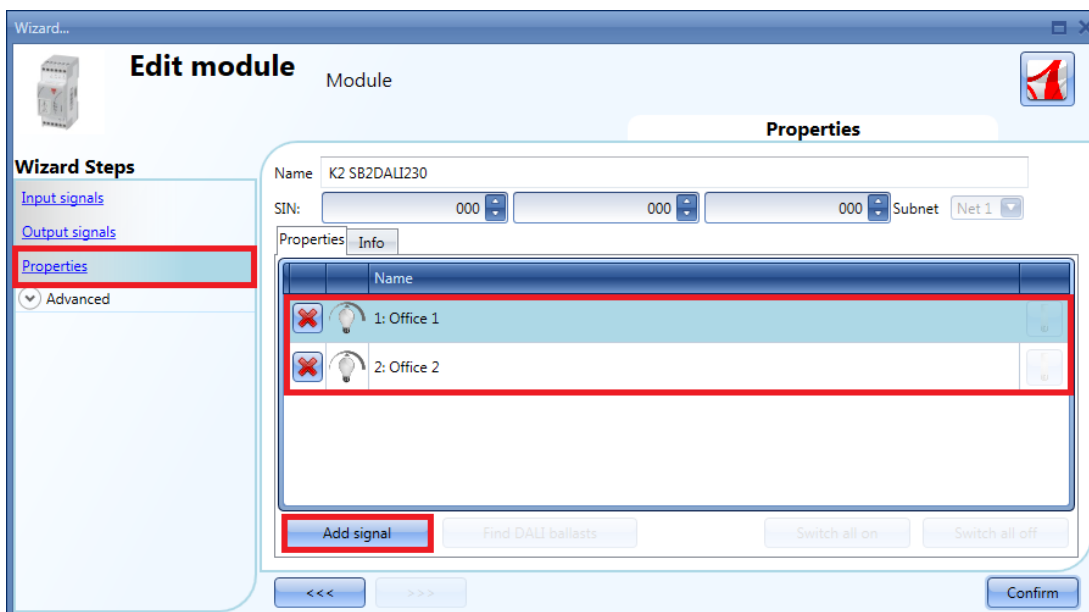 Wizard...
Edit module
Module
Properties
Wizard Steps
Input signals
Output signals
Properties
Advanced
Name K2 SB2DALI230
SIN: 000 000 000 Subnet Net 1
Properties Info
Name
1: Office 1
2: Office 2
Add signal Find DALI ballasts Switch all on Switch all off
<<< >>> Confirm